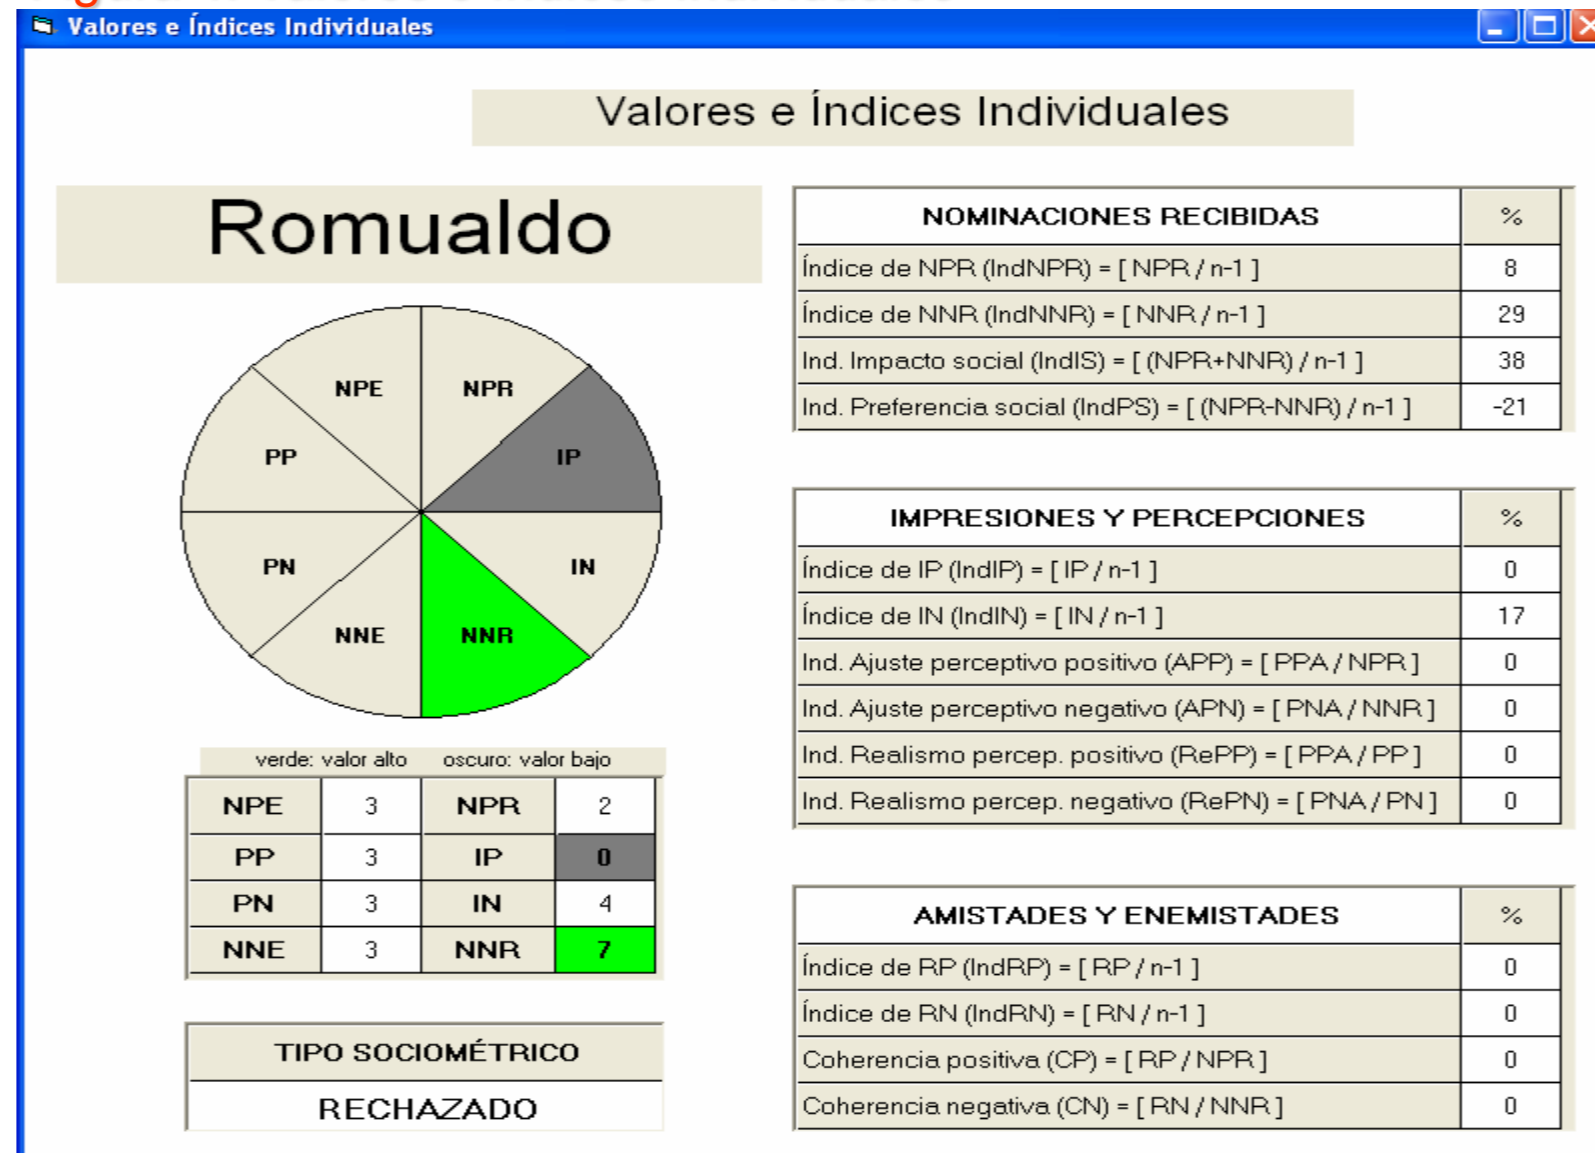 Valores e Índices Individuales
Valores e Índices Individuales
Romualdo
NPE NPR
PP IP
PN IN
NNE NNR
verde: valor alto oscuro: valor bajo
NPE 3 NPR 2
PP 3 IP 0
PN 3 IN 4
NNE 3 NNR 7
TIPO SOCIOMÉTRICO
RECHAZADO
NOMINACIONES RECIBIDAS %
Índice de NPR (IndNPR) = [ NPR / n-1 ] 8
Índice de NNR (IndNNR) = [ NNR / n-1 ] 29
Ind. Impacto social (IndIS) = [ (NPR+NNR) / n-1 ] 38
Ind. Preferencia social (IndPS) = [ (NPR-NNR) / n-1 ] -21
IMPRESIONES Y PERCEPCIONES %
Índice de IP (IndIP) = [ IP / n-1 ] 0
Índice de IN (IndIN) = [ IN / n-1 ] 17
Ind. Ajuste perceptivo positivo (APP) = [ PPA / NPR ] 0
Ind. Ajuste perceptivo negativo (APN) = [ PNA / NNR ] 0
Ind. Realismo percep. positivo (RePP) = [ PPA / PP ] 0
Ind. Realismo percep. negativo (RePN) = [ PNA / PN ] 0
AMISTADES Y ENEMISTADES %
Índice de RP (IndRP) = [ RP / n-1 ] 0
Índice de RN (IndRN) = [ RN / n-1 ] 0
Coherencia positiva (CP) = [ RP / NPR ] 0
Coherencia negativa (CN) = [ RN / NNR ] 0